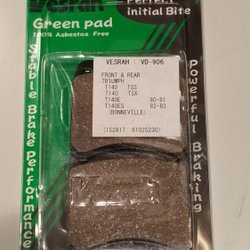 Vesrah
Perfect
Green pad
initial Bite
100% Asbestos Free
Stable Brake Performance
Powerful Braking
VESRAH : VD-906
FRONT & REAR
TRIUMPH
T140 TSS
T140 TSX
T140E 80-81
T140ES 82-83
(BONNEVILLE)
(152817 61025230)